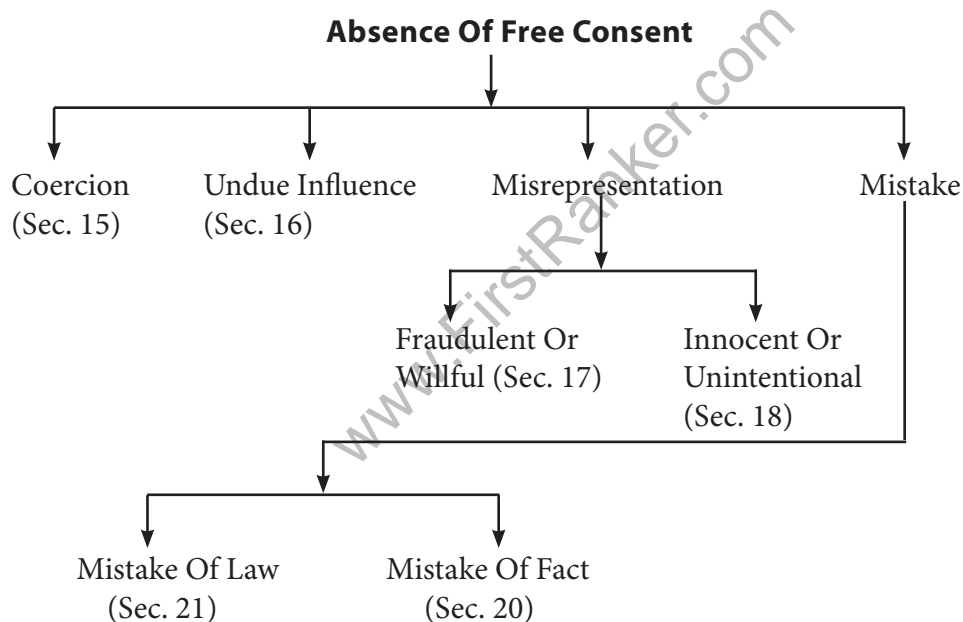 Absence Of Free Consent
Coercion
(Sec. 15)
Undue Influence
(Sec. 16)
Misrepresentation
Mistake
Fraudulent Or
Willful (Sec. 17)
Innocent Or
Unintentional
(Sec. 18)
Mistake Of Law
(Sec. 21)
Mistake Of Fact
(Sec. 20)
www.FirstRanker.com